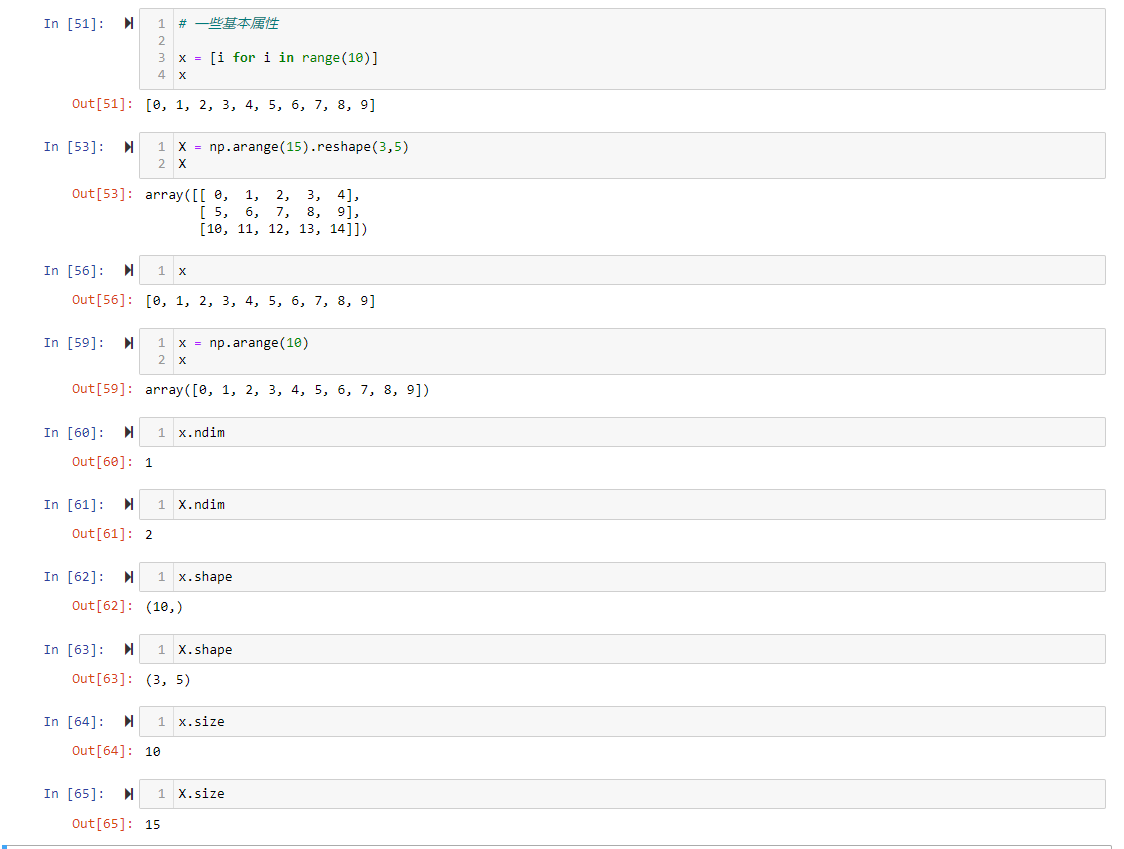 In [51]:
1 # 一些基本属性
2
3 x = [i for i in range(10)]
4 x
Out[51]: [0, 1, 2, 3, 4, 5, 6, 7, 8, 9]
In [53]:
1 X = np.arange(15).reshape(3,5)
2 X
Out[53]: array([[ 0,  1,  2,  3,  4],
       [ 5,  6,  7,  8,  9],
       [10, 11, 12, 13, 14]])
In [56]:
1 x
Out[56]: [0, 1, 2, 3, 4, 5, 6, 7, 8, 9]
In [59]:
1 x = np.arange(10)
2 x
Out[59]: array([0, 1, 2, 3, 4, 5, 6, 7, 8, 9])
In [60]:
1 x.ndim
Out[60]: 1
In [61]:
1 X.ndim
Out[61]: 2
In [62]:
1 x.shape
Out[62]: (10,)
In [63]:
1 X.shape
Out[63]: (3, 5)
In [64]:
1 x.size
Out[64]: 10
In [65]:
1 X.size
Out[65]: 15